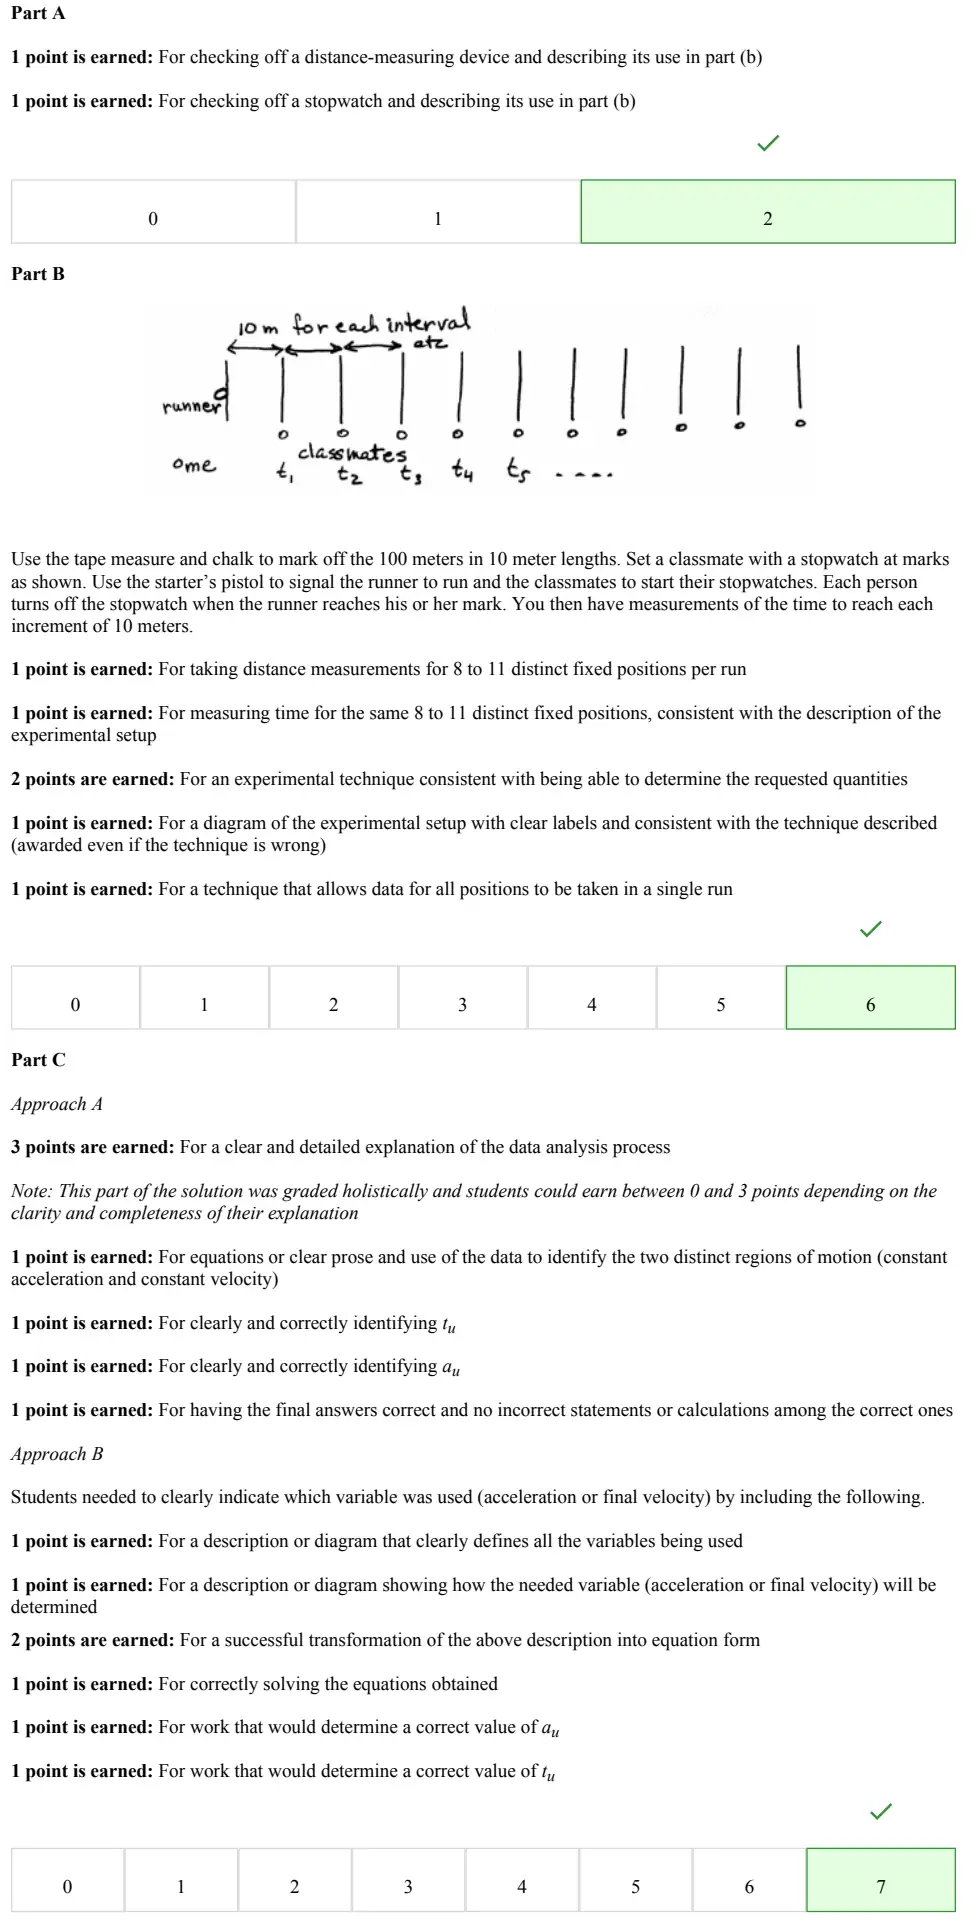 Part A
1 point is earned: For checking off a distance-measuring device and describing its use in part (b)
1 point is earned: For checking off a stopwatch and describing its use in part (b)
0 1 2
Part B
10 m for each interval
etc
runner
classmates
ome t₁ t₂ t₃ t₄ t₅ .....
Use the tape measure and chalk to mark off the 100 meters in 10 meter lengths. Set a classmate with a stopwatch at marks
as shown. Use the starter’s pistol to signal the runner to run and the classmates to start their stopwatches. Each person
turns off the stopwatch when the runner reaches his or her mark. You then have measurements of the time to reach each
increment of 10 meters.
1 point is earned: For taking distance measurements for 8 to 11 distinct fixed positions per run
1 point is earned: For measuring time for the same 8 to 11 distinct fixed positions, consistent with the description of the
experimental setup
2 points are earned: For an experimental technique consistent with being able to determine the requested quantities
1 point is earned: For a diagram of the experimental setup with clear labels and consistent with the technique described
(awarded even if the technique is wrong)
1 point is earned: For a technique that allows data for all positions to be taken in a single run
0 1 2 3 4 5 6
Part C
Approach A
3 points are earned: For a clear and detailed explanation of the data analysis process
Note: This part of the solution was graded holistically and students could earn between 0 and 3 points depending on the
clarity and completeness of their explanation
1 point is earned: For equations or clear prose and use of the data to identify the two distinct regions of motion (constant
acceleration and constant velocity)
1 point is earned: For clearly and correctly identifying tᵤ
1 point is earned: For clearly and correctly identifying aᵤ
1 point is earned: For having the final answers correct and no incorrect statements or calculations among the correct ones
Approach B
Students needed to clearly indicate which variable was used (acceleration or final velocity) by including the following.
1 point is earned: For a description or diagram that clearly defines all the variables being used
1 point is earned: For a description or diagram showing how the needed variable (acceleration or final velocity) will be
determined
2 points are earned: For a successful transformation of the above description into equation form
1 point is earned: For correctly solving the equations obtained
1 point is earned: For work that would determine a correct value of aᵤ
1 point is earned: For work that would determine a correct value of tᵤ
0 1 2 3 4 5 6 7